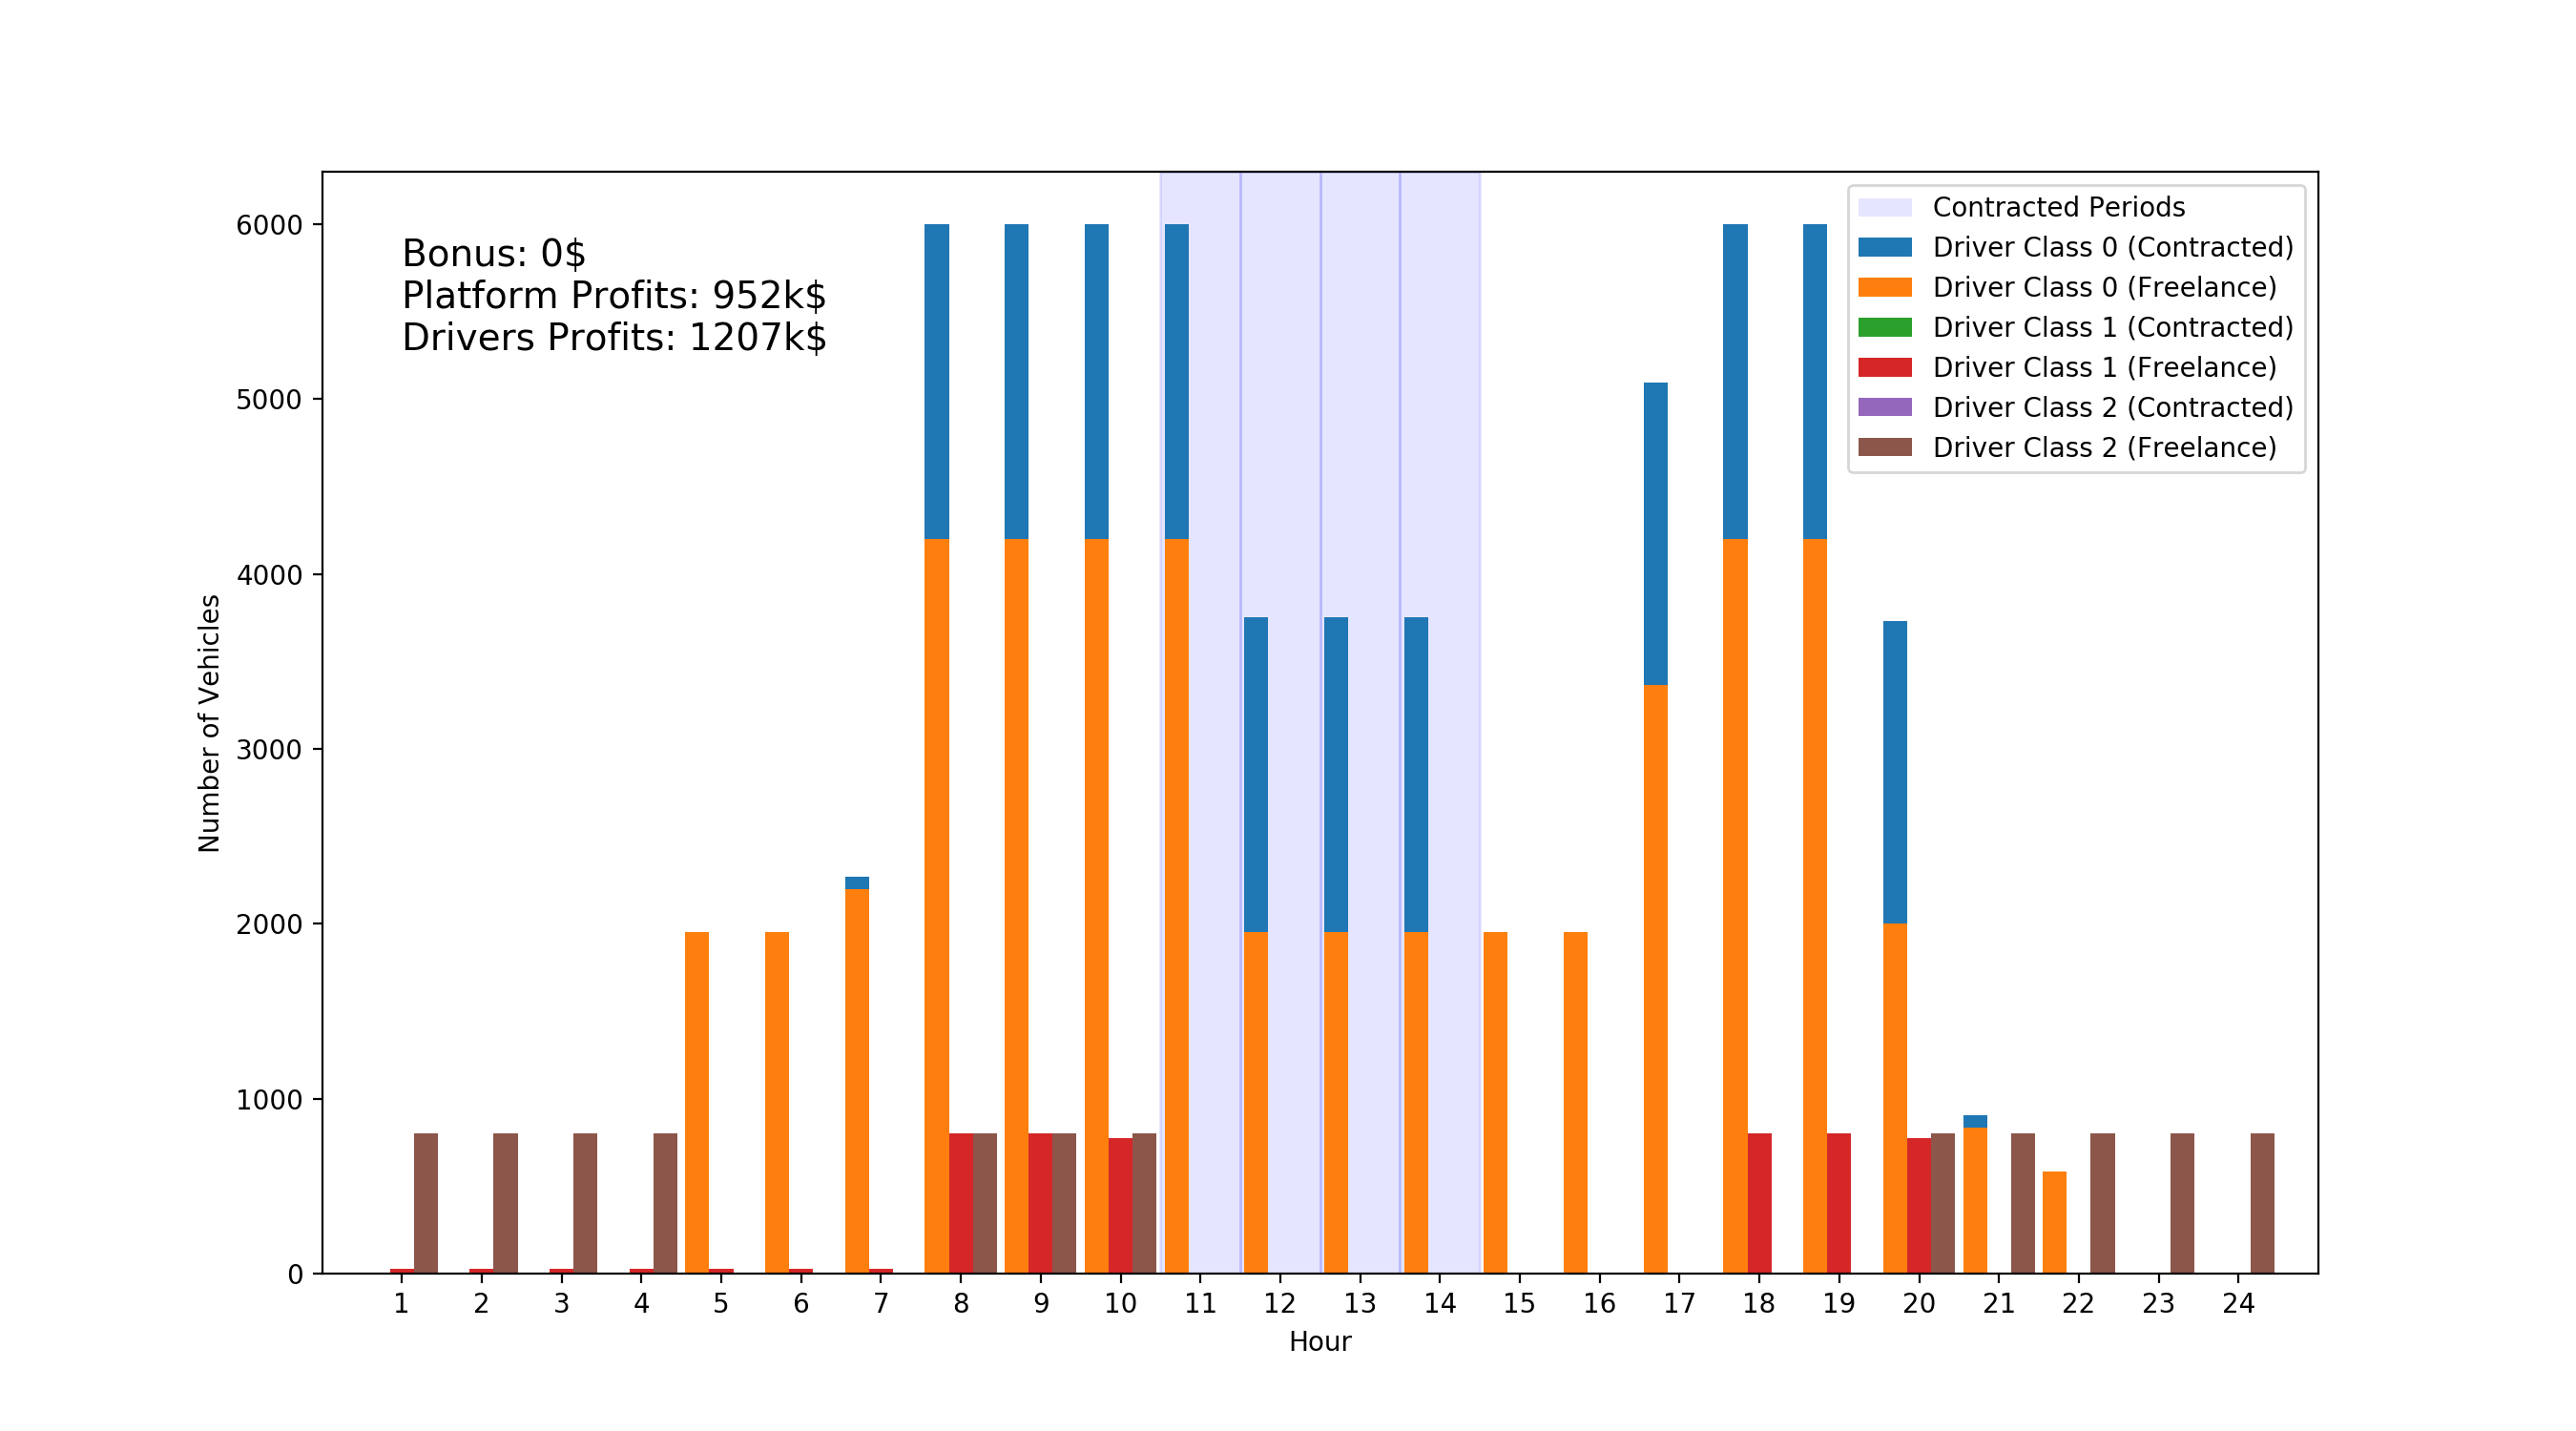 Bonus: 0$
Platform Profits: 952k$
Drivers Profits: 1207k$
Contracted Periods
Driver Class 0 (Contracted)
Driver Class 0 (Freelance)
Driver Class 1 (Contracted)
Driver Class 1 (Freelance)
Driver Class 2 (Contracted)
Driver Class 2 (Freelance)
Number of Vehicles
6000
5000
4000
3000
2000
1000
0
1 2 3 4 5 6 7 8 9 10 11 12 13 14 15 16 17 18 19 20 21 22 23 24
Hour